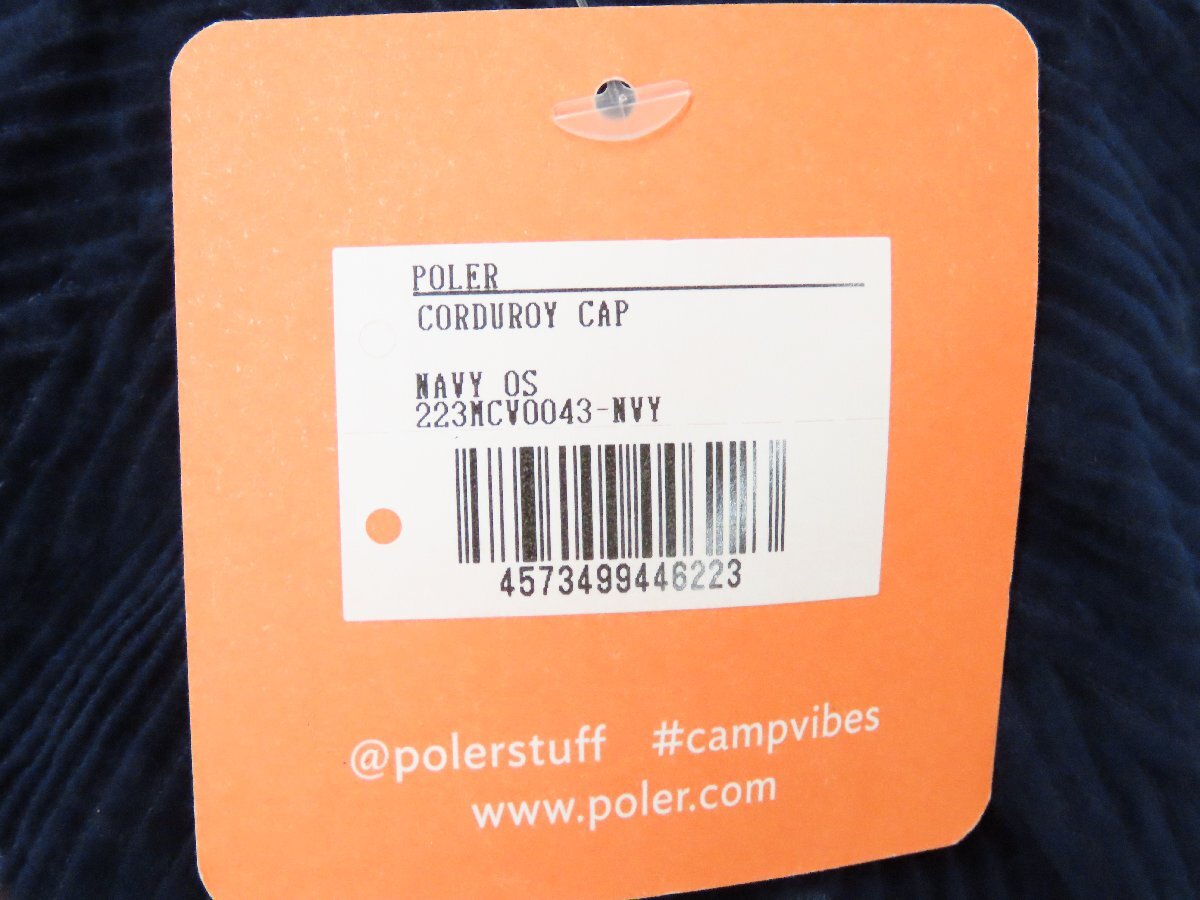 POLER
CORDUROY CAP
NAVY OS
223MCV0043-NVY
4573499446223
@polerstuff #campvibes
www.poler.com